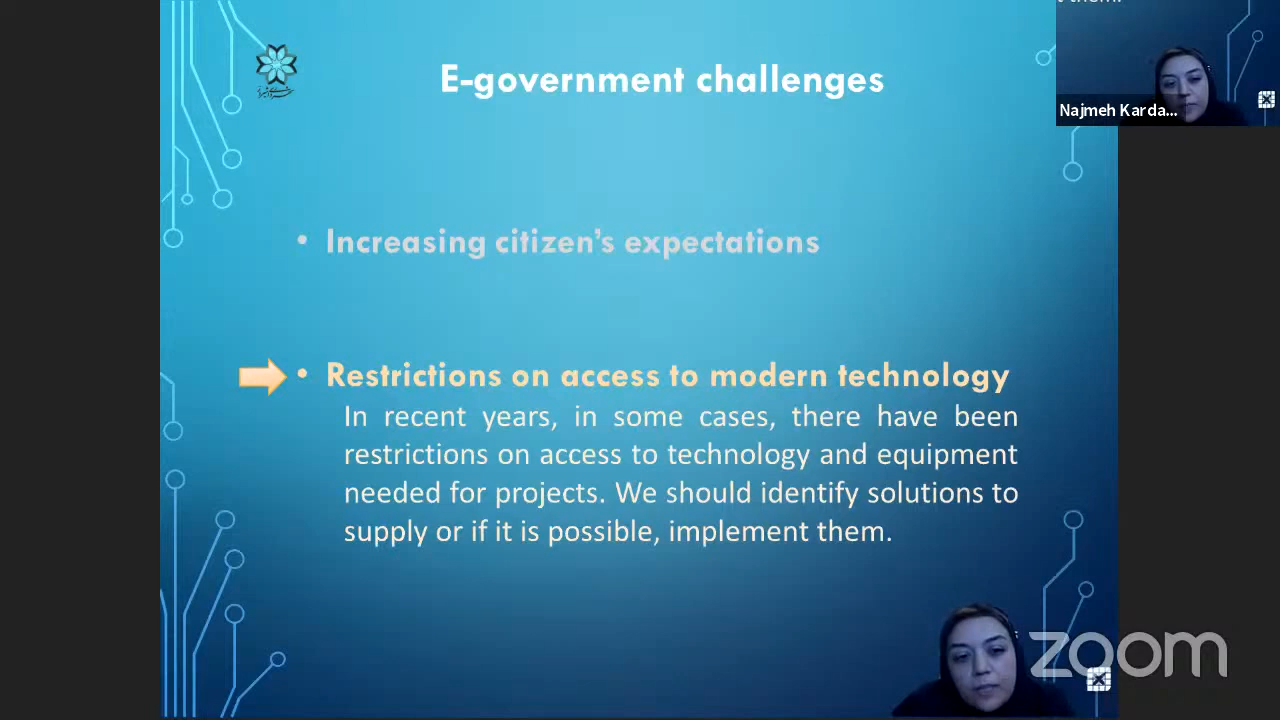 them.
E-government challenges
Najmeh Karda...
• Increasing citizen’s expectations
• Restrictions on access to modern technology
In recent years, in some cases, there have been
restrictions on access to technology and equipment
needed for projects. We should identify solutions to
supply or if it is possible, implement them.
zoom